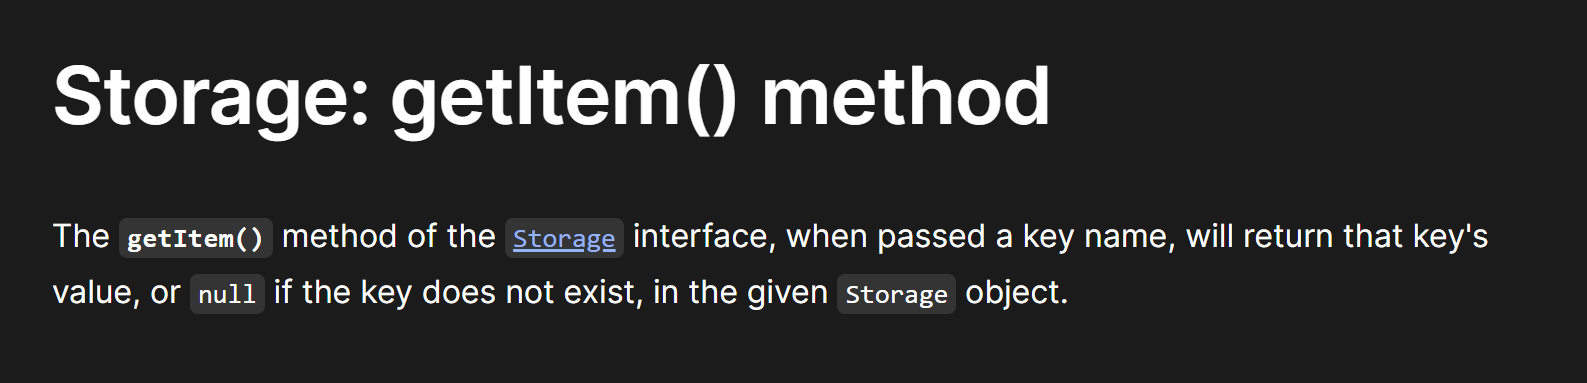 Storage: getItem() method
The getItem() method of the Storage interface, when passed a key name, will return that key's
value, or null if the key does not exist, in the given Storage object.